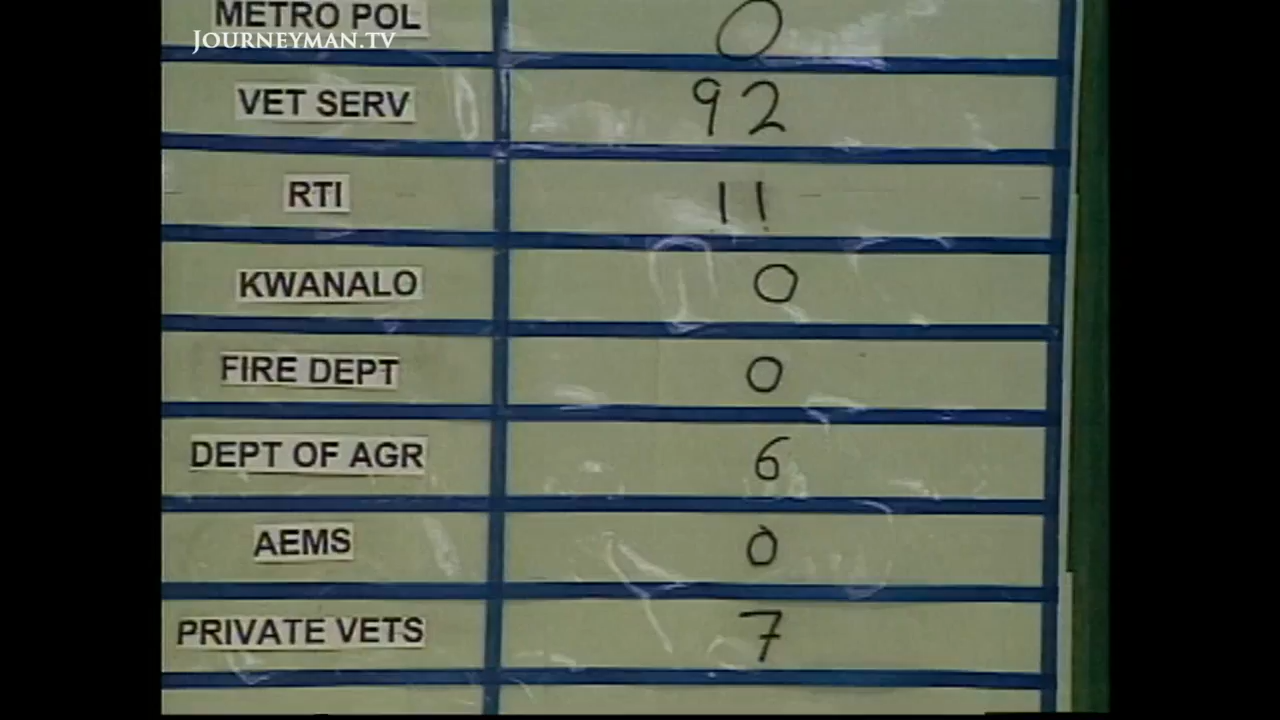 METRO POL 0
JOURNEYMAN.TV
VET SERV 92
RTI 11
KWANALO 0
FIRE DEPT 0
DEPT OF AGR 6
AEMS 0
PRIVATE VETS 7